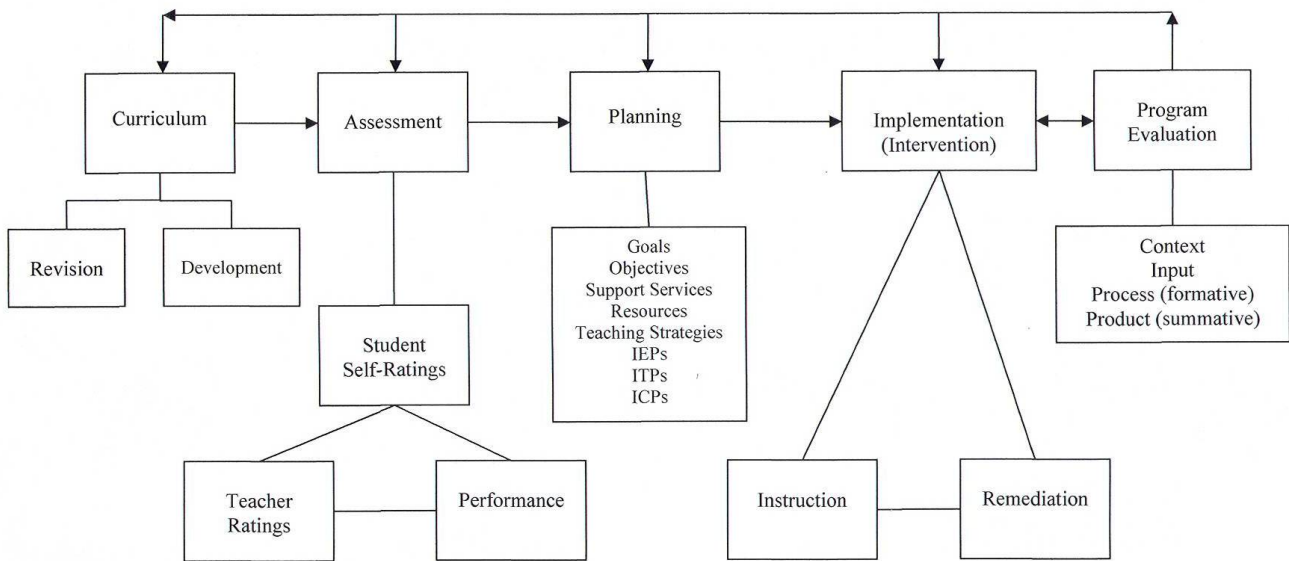 Curriculum
Assessment
Planning
Implementation
(Intervention)
Program
Evaluation
Revision
Development
Student
Self-Ratings
Teacher
Ratings
Performance
Goals
Objectives
Support Services
Resources
Teaching Strategies
IEPs
ITPs
ICPs
Instruction
Remediation
Context
Input
Process (formative)
Product (summative)